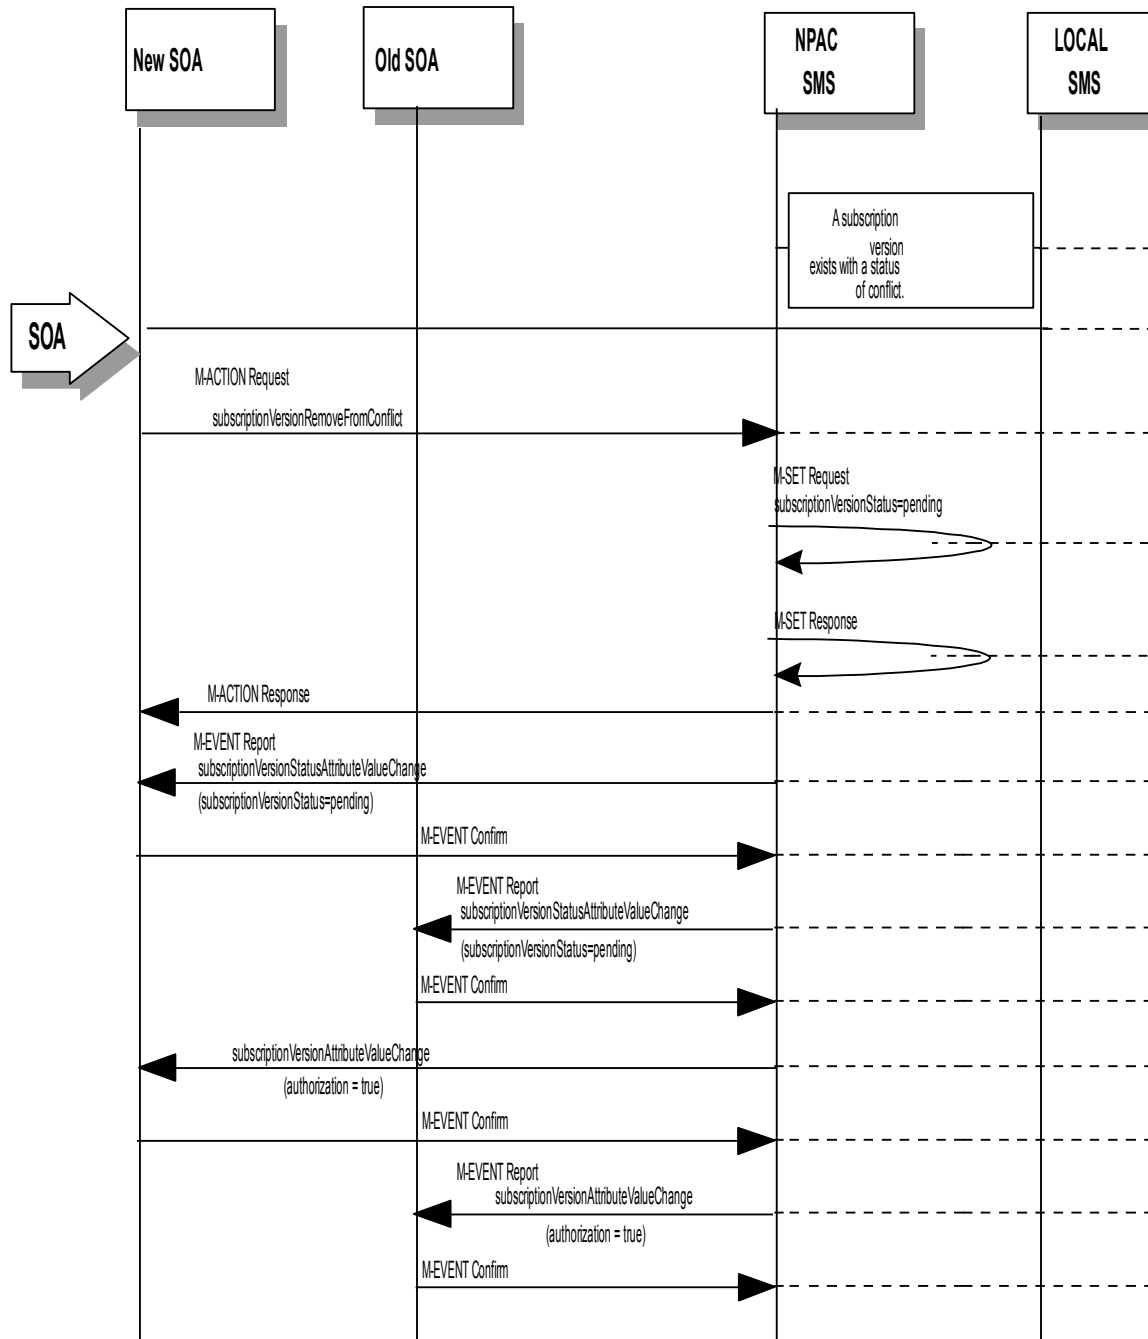 New SOA
Old SOA
NPAC
SMS
LOCAL
SMS
A subscription
version
exists with a status
of conflict.
SOA
M-ACTION Request
subscriptionVersionRemoveFromConflict
M-SET Request
subscriptionVersionStatus=pending
M-SET Response
M-ACTION Response
M-EVENT Report
subscriptionVersionStatusAttributeValueChange
(subscriptionVersionStatus=pending)
M-EVENT Confirm
M-EVENT Report
subscriptionVersionStatusAttributeValueChange
(subscriptionVersionStatus=pending)
M-EVENT Confirm
subscriptionVersionAttributeValueChange
(authorization = true)
M-EVENT Confirm
M-EVENT Report
subscriptionVersionAttributeValueChange
(authorization = true)
M-EVENT Confirm